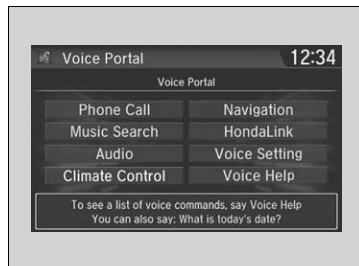 Voice Portal
12:34
Voice Portal
Phone Call
Navigation
Music Search
HondaLink
Audio
Voice Setting
Climate Control
Voice Help
To see a list of voice commands, say Voice Help
You can also say: What is today's date?